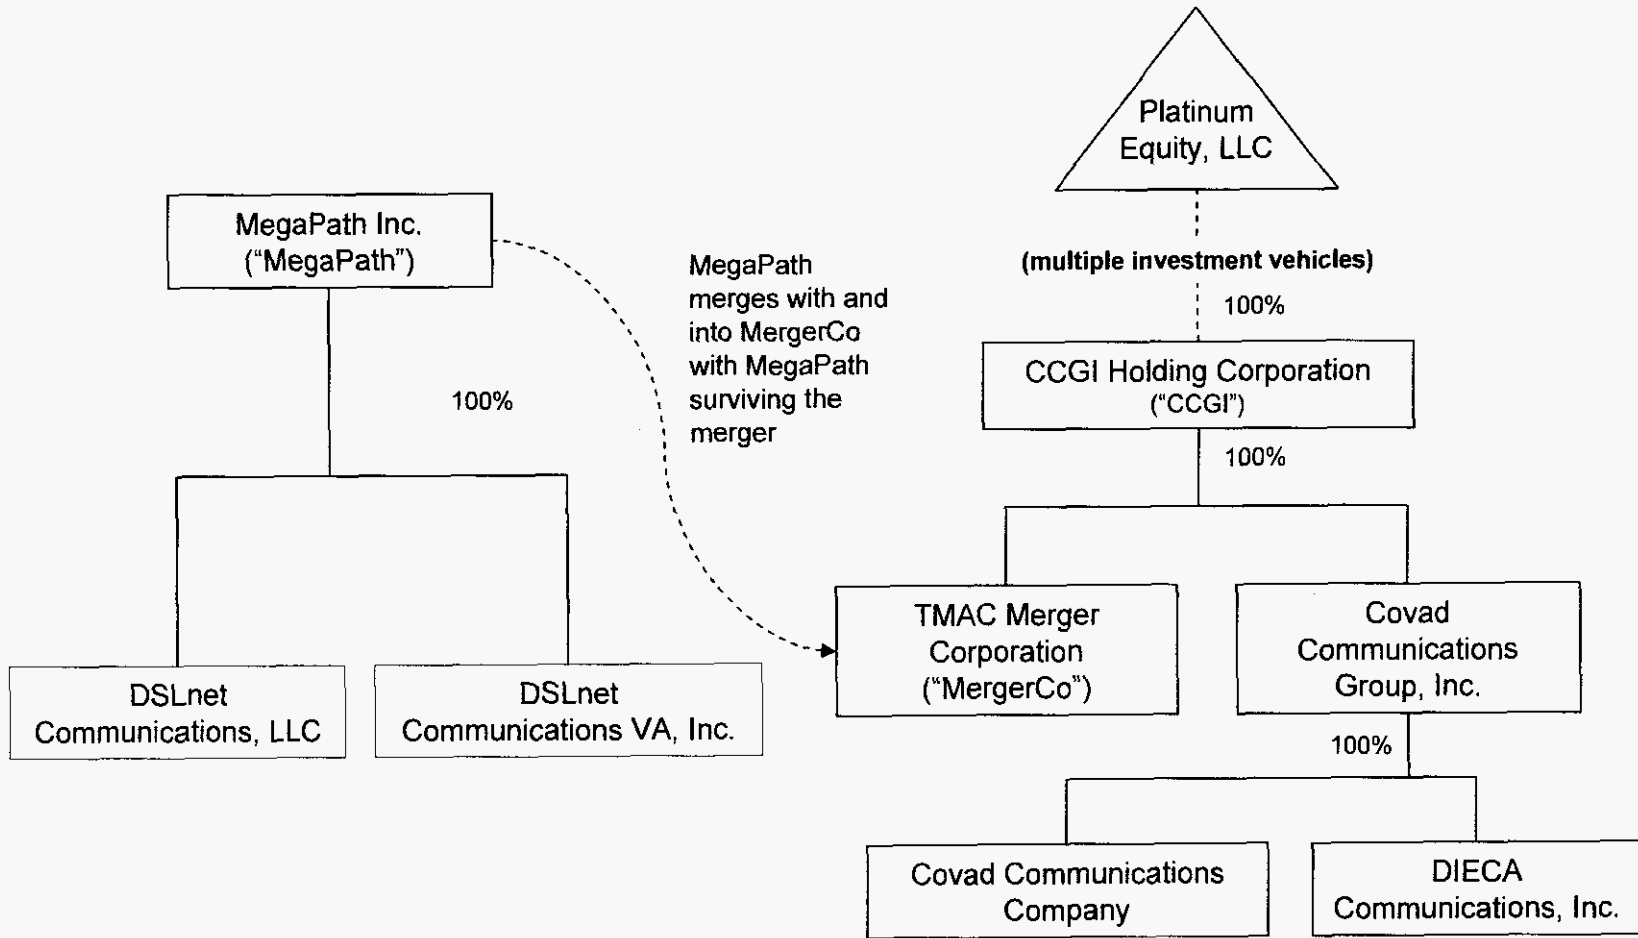 Platinum
Equity, LLC
MegaPath Inc.
("MegaPath")
MegaPath
merges with and
into MergerCo
with MegaPath
surviving the
merger
(multiple investment vehicles)
100%
CCGI Holding Corporation
("CCGI")
100%
100%
TMAC Merger
Corporation
("MergerCo")
Covad
Communications
Group, Inc.
DSLnet
Communications, LLC
DSLnet
Communications VA, Inc.
100%
Covad Communications
Company
DIECA
Communications, Inc.